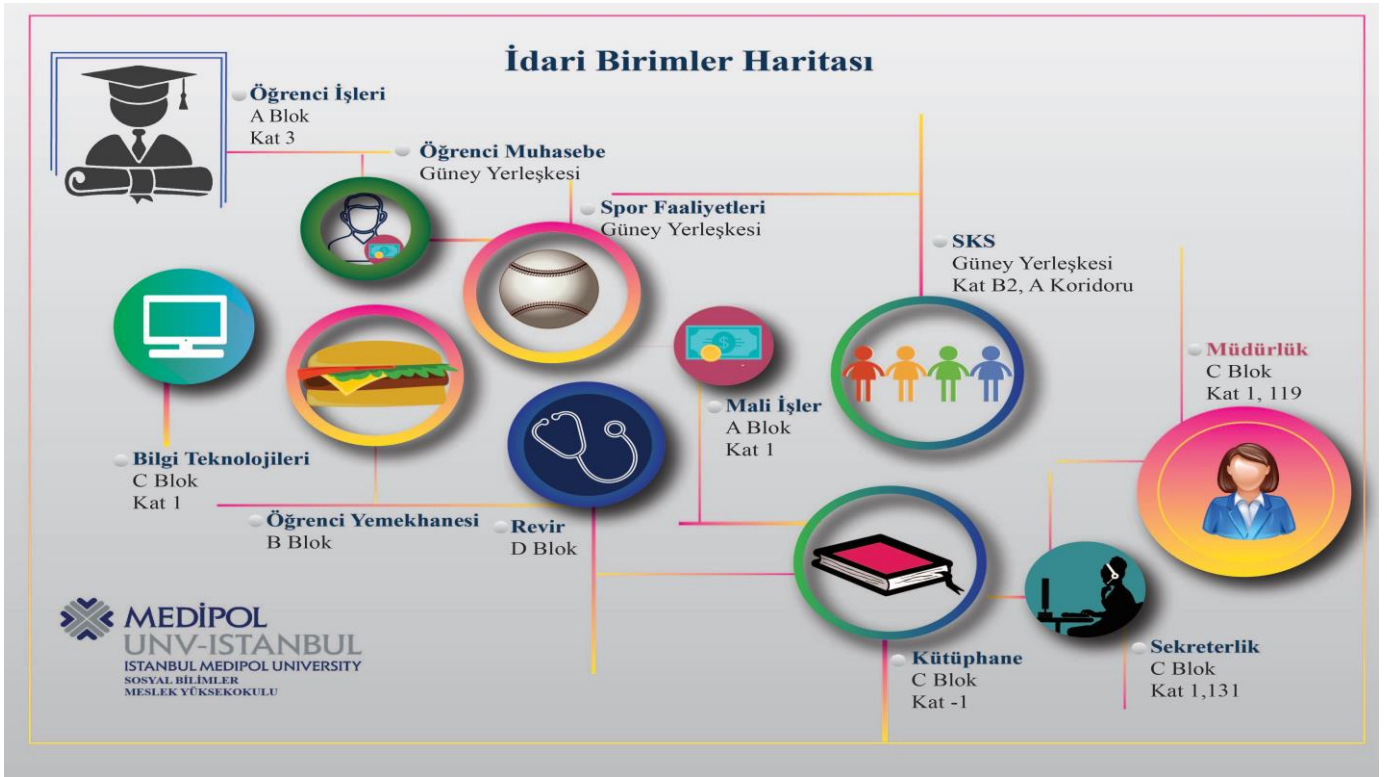 İdari Birimler Haritası
Öğrenci İşleri
A Blok
Kat 3
Öğrenci Muhasebe
Güney Yerleşkesi
Spor Faaliyetleri
Güney Yerleşkesi
SKS
Güney Yerleşkesi
Kat B2, A Koridoru
Müdürlük
C Blok
Kat 1, 119
Mali İşler
A Blok
Kat 1
Bilgi Teknolojileri
C Blok
Kat 1
Öğrenci Yemekhanesi
B Blok
Revir
D Blok
Kütüphane
C Blok
Kat -1
Sekreterlik
C Blok
Kat 1,131
MEDİPOL
UNV-ISTANBUL
ISTANBUL MEDIPOL UNIVERSITY
SOSYAL BİLİMLER
MESLEK YÜKSEKOKULU